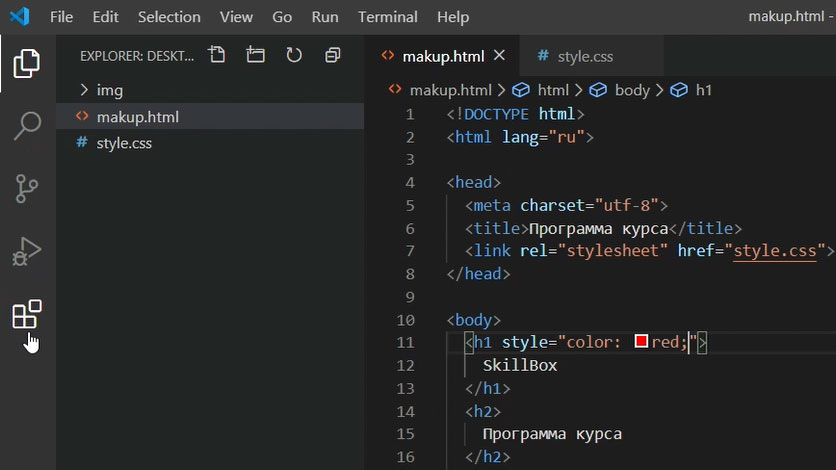 File Edit Selection View Go Run Terminal Help makup.html -
EXPLORER: DESKT...
img
makup.html
style.css
makup.html style.css
makup.html > html > body > h1
1 <!DOCTYPE html>
2 <html lang="ru">
3
4 <head>
5 <meta charset="utf-8">
6 <title>Программа курса</title>
7 <link rel="stylesheet" href="style.css">
8 </head>
9
10 <body>
11 <h1 style="color: red;">
12 SkillBox
13 </h1>
14 <h2>
15 Программа курса
16 </h2>